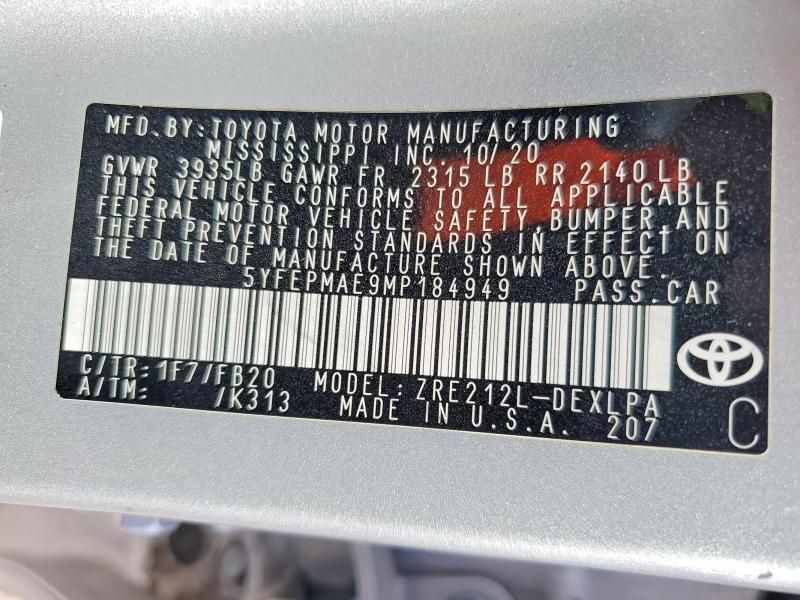 MFD. BY: TOYOTA MOTOR MANUFACTURING
MISSISSIPPI INC. 10/20
GVWR 3935LB GAWR FR 2315 LB RR 2140 LB
THIS VEHICLE CONFORMS TO ALL APPLICABLE
FEDERAL MOTOR VEHICLE SAFETY, BUMPER, AND
THEFT PREVENTION STANDARDS IN EFFECT ON
THE DATE OF MANUFACTURE SHOWN ABOVE.
5YFEPMAE9MP184949 PASS. CAR
C/TR: 1F7/FB20 MODEL: ZRE212L-DEXLPA
A/TM: /K313 MADE IN U.S.A. 207
C